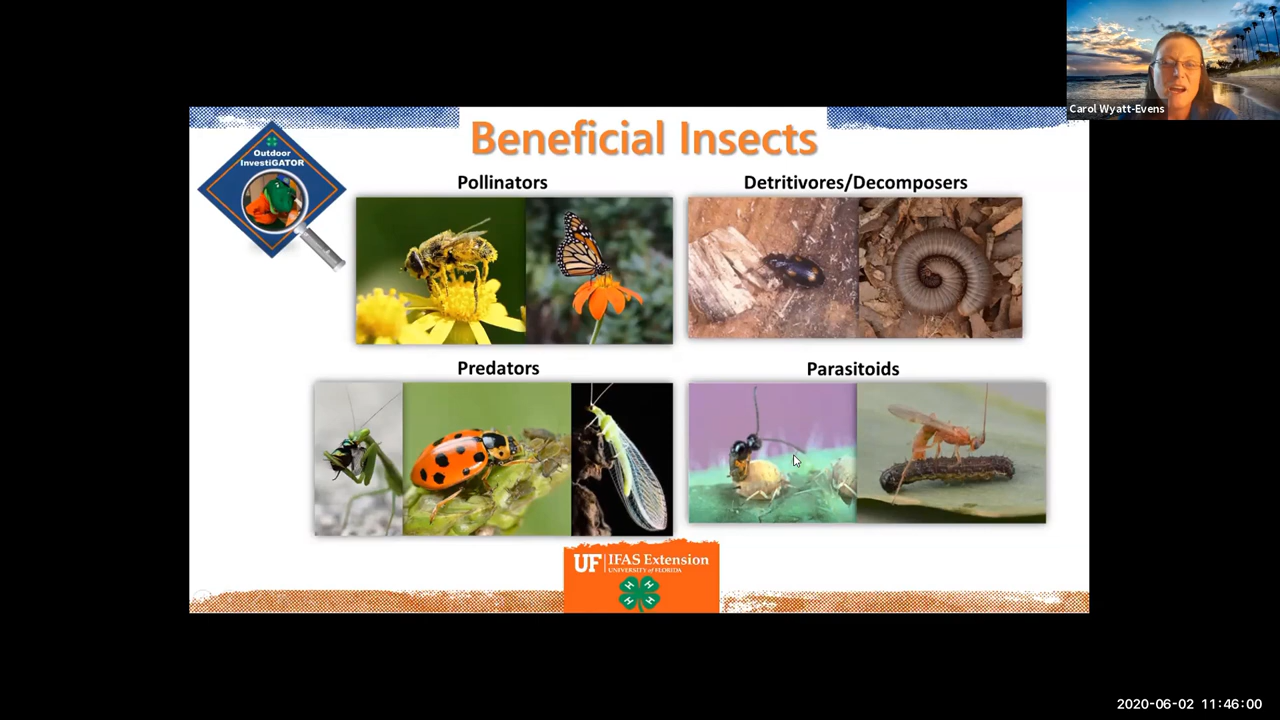 Carol Wyatt-Evens
Beneficial Insects
Outdoor
InvestiGATOR
Pollinators
Detritivores/Decomposers
Predators
Parasitoids
UF IFAS Extension
UNIVERSITY of FLORIDA
H H
H H
2020-06-02 11:46:00